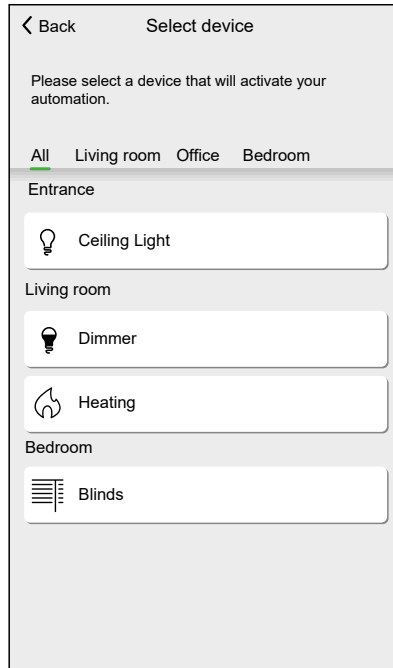 Back Select device
Please select a device that will activate your
automation.
All Living room Office Bedroom
Entrance
Ceiling Light
Living room
Dimmer
Heating
Bedroom
Blinds